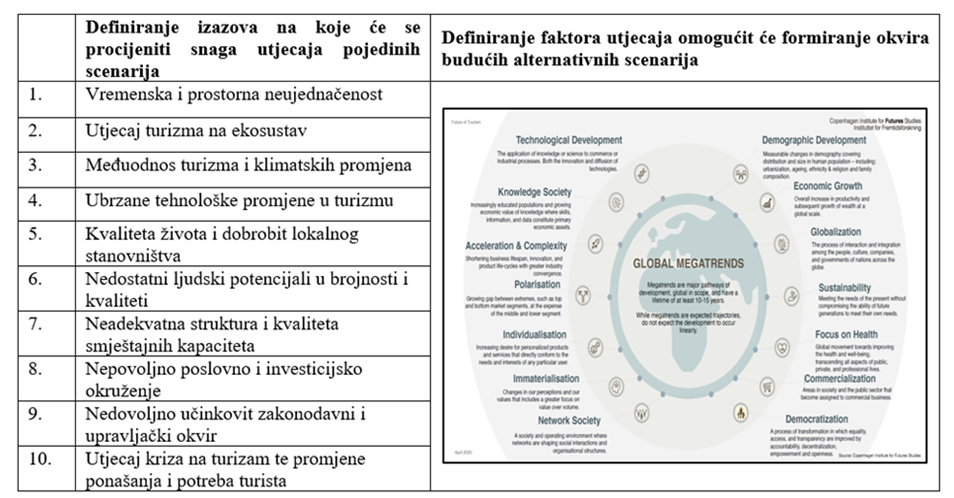 Definiranje izazova na koje će se
procijeniti snaga utjecaja pojedinih
scenarija
Definiranje faktora utjecaja omogućit će formiranje okvira
budućih alternativnih scenarija
1.
Vremenska i prostorna neujednačenost
2.
Utjecaj turizma na ekosustav
3.
Međuodnos turizma i klimatskih promjena
4.
Ubrzane tehnološke promjene u turizmu
5.
Kvaliteta života i dobrobit lokalnog
stanovništva
6.
Nedostatni ljudski potencijali u brojnosti i
kvaliteti
7.
Neadekvatna struktura i kvaliteta
smještajnih kapaciteta
8.
Nepovoljno poslovno i investicijsko
okruženje
9.
Nedovoljno učinkovit zakonodavni i
upravljački okvir
10.
Utjecaj kriza na turizam te promjene
ponašanja i potreba turista
Future of Tourism
Copenhagen Institute for Futures Studies
Instituttet for Fremtidsforskning
Technological Development
The application of knowledge or science to commerce or
industrial processes. Both the innovation and diffusion of
technologies.
Knowledge Society
Increasingly educated populations and growing
economic value of knowledge where skills,
information, and data constitute primary
economic assets.
Acceleration & Complexity
Shortening business lifespan, innovation, and
product life-cycles with greater industry
convergence.
Polarisation
Growing gap between extremes, such as top
and bottom market segments, at the expense
of the middle and lower segment.
Individualisation
Increasing desire for personalized products
and services that directly conform to the
needs and interests of any particular user.
Immaterialisation
Changes in our perceptions and our
values that includes a greater focus on
value over volume.
Network Society
A society and operating environment where
networks are shaping social interactions and
organisational structures.
GLOBAL MEGATRENDS
Megatrends are major pathways of
development, global in scope, and have a
lifetime of at least 10-15 years.
While megatrends are expected trajectories,
do not expect the development to occur
linearly.
Demographic Development
Measurable changes in demography covering
distribution and size in human population – including:
urbanization, ageing, ethnicity & religion and family
composition.
Economic Growth
Overall increase in productivity and
subsequent growth of wealth at a
global scale.
Globalization
The process of interaction and integration
among the people, culture, companies,
and governments of nations across the
globe.
Sustainability
Meeting the needs of the present without
compromising the ability of future
generations to meet their own needs.
Focus on Health
Global movement towards improving
the health and well-being,
transcending all aspects of public,
private, and professional lives.
Commercialization
Areas in society and the public sector that
become assigned to commercial business.
Democratization
A process of transformation in which equality,
access, and transparency are improved by
accountability, decentralization,
empowerment and openness.
April 2020
Source: Copenhagen Institute for Futures Studies